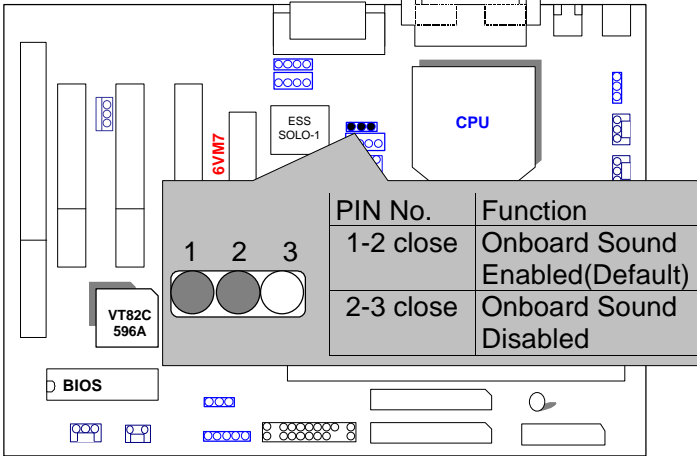 ESS
SOLO-1
CPU
6VM7
PIN No. Function
1-2 close Onboard Sound
Enabled(Default)
2-3 close Onboard Sound
Disabled
1 2 3
VT82C
596A
BIOS